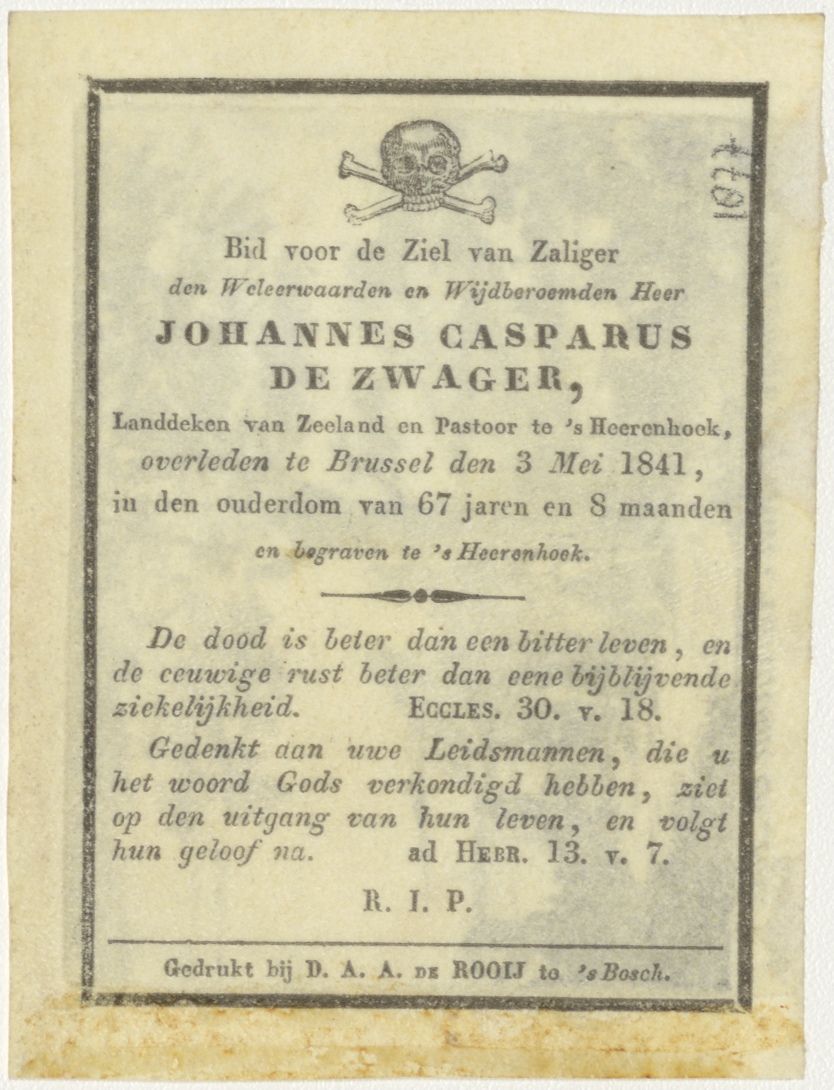 1077
Bid voor de Ziel van Zaliger
den Weleerwaarden en Wijdberoemden Heer
JOHANNES CASPARUS
DE ZWAGER,
Landdeken van Zeeland en Pastoor te 's Heerenhoek,
overleden te Brussel den 3 Mei 1841,
in den ouderdom van 67 jaren en 8 maanden
en begraven te 's Heerenhoek.
De dood is beter dan een bitter leven, en
de eeuwige rust beter dan eene bijblijvende
ziekelijkheid. ECCLES. 30. v. 18.
Gedenkt aan uwe Leidsmannen, die u
het woord Gods verkondigd hebben, ziet
op den uitgang van hun leven, en volgt
hun geloof na. ad HEBR. 13. v. 7.
R. I. P.
Gedrukt bij D. A. A. DE ROOIJ te 's Bosch.